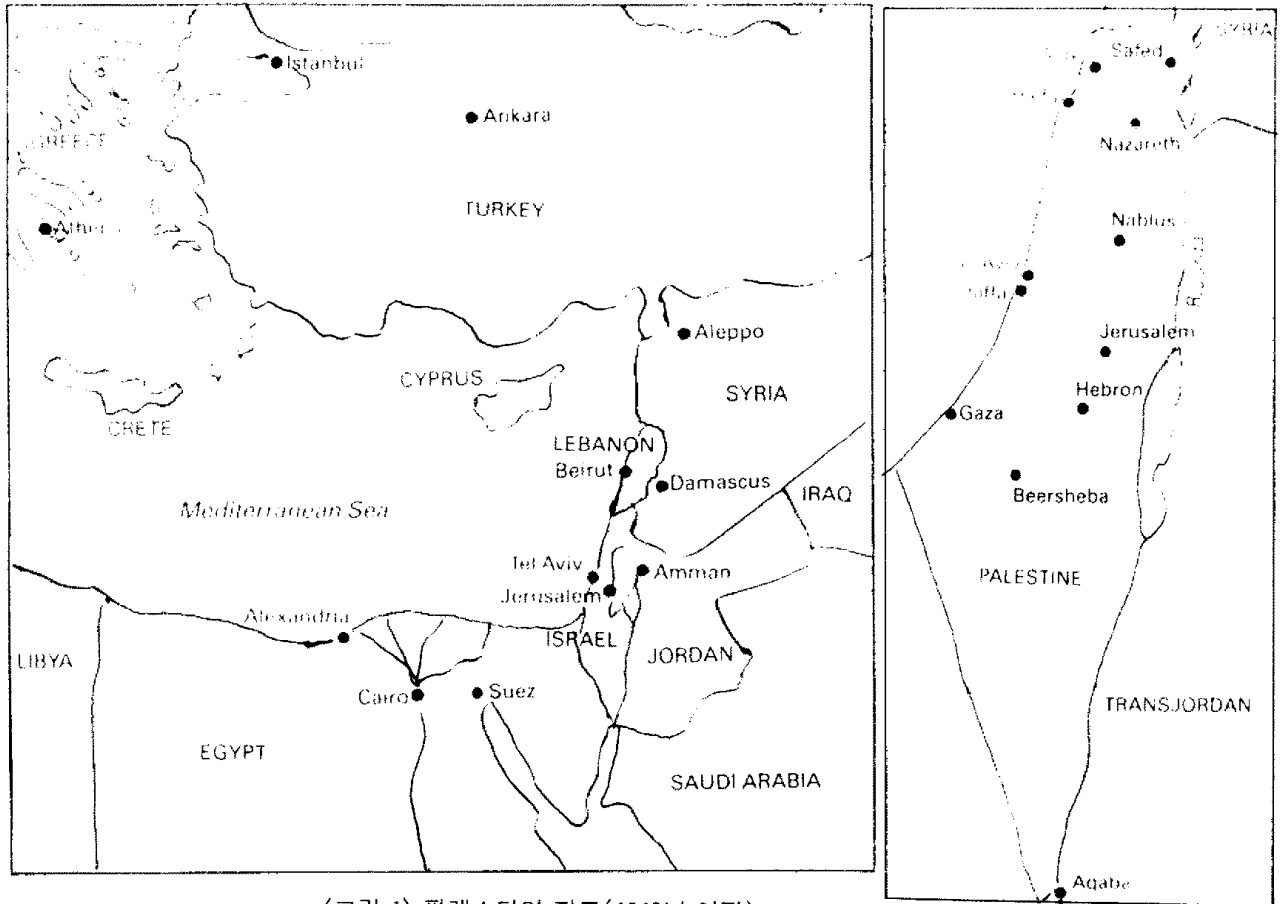 Istanbul
Ankara
GREECE
TURKEY
Aleppo
CYPRUS
SYRIA
CRETE
LEBANON
Beirut
Damascus
IRAQ
Mediterranean Sea
Tel Aviv
Amman
Jerusalem
Alexandria
ISRAEL
LIBYA
JORDAN
Cairo
Suez
EGYPT
SAUDI ARABIA
SYRIA
Safed
Nazareth
Nablus
Jerusalem
Hebron
Gaza
Beersheba
PALESTINE
TRANSJORDAN
Aqaba